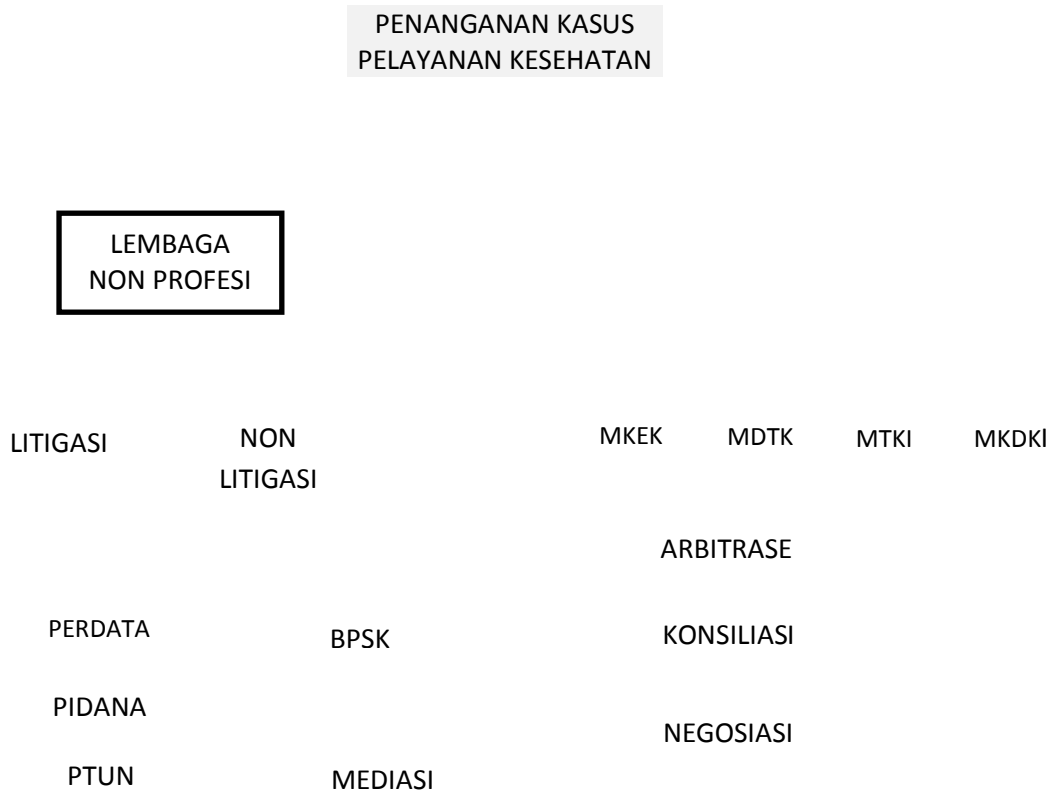 PENANGANAN KASUS
PELAYANAN KESEHATAN
LEMBAGA
NON PROFESI
LITIGASI
NON
LITIGASI
MKEK
MDTK
MTKI
MKDKl
ARBITRASE
PERDATA
BPSK
KONSILIASI
PIDANA
NEGOSIASI
PTUN
MEDIASI